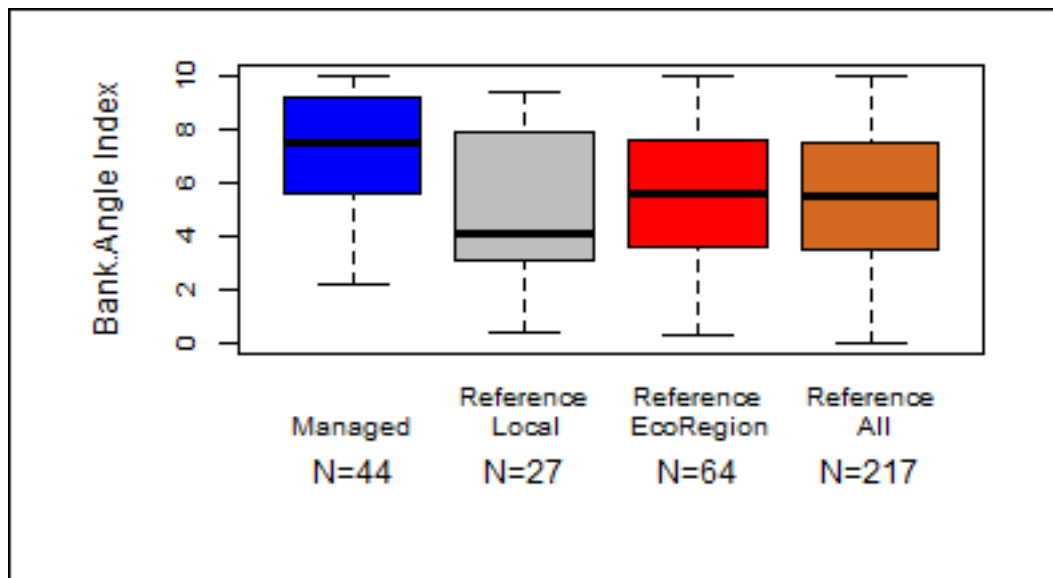 Bank.Angle Index
10
8
6
4
2
0
Managed
N=44
Reference
Local
N=27
Reference
EcoRegion
N=64
Reference
All
N=217